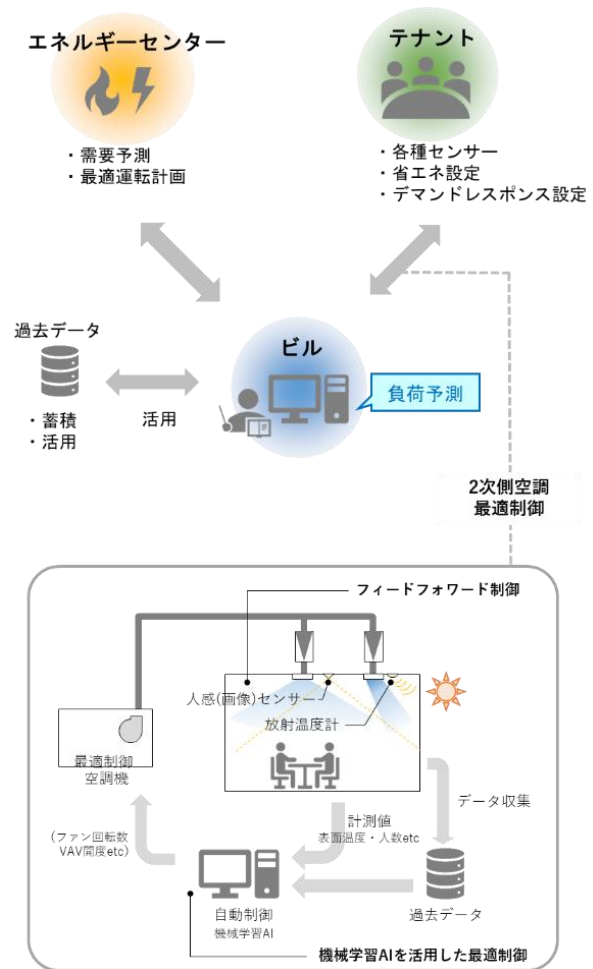 エネルギーセンター
テナント
・需要予測
・最適運転計画
・各種センサー
・省エネ設定
・デマンドレスポンス設定
過去データ
ビル
負荷予測
活用
・蓄積
・活用
2次側空調
最適制御
フィードフォワード制御
人感(画像)センサー
放射温度計
最適制御
空調機
データ収集
計測値
表面温度・人数etc
(ファン回転数
VAV開度etc)
自動制御
機械学習AI
過去データ
機械学習AIを活用した最適制御